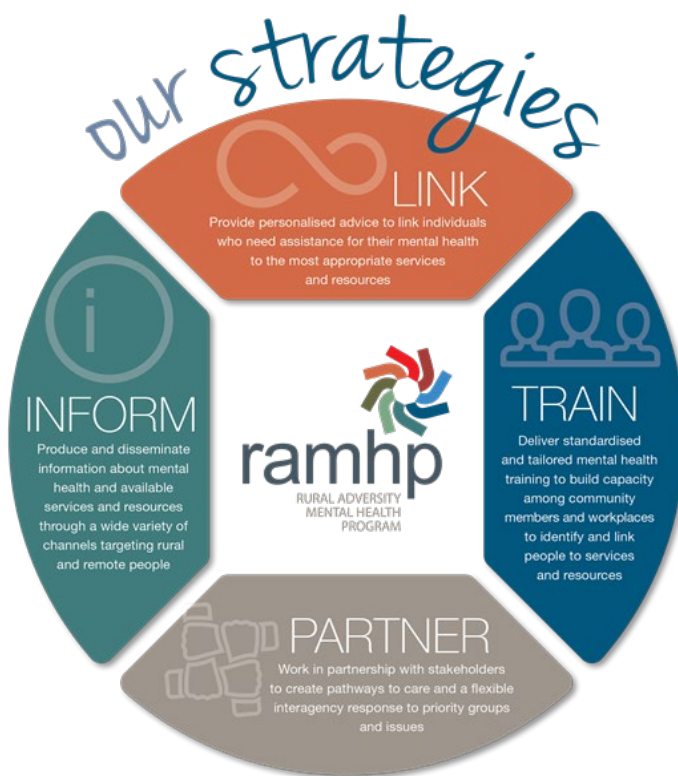 our strategies
LINK
Provide personalised advice to link individuals
who need assistance for their mental health
to the most appropriate services
and resources
i
INFORM
Produce and disseminate
information about mental
health and available
services and resources
through a wide variety of
channels targeting rural
and remote people
ramhp
RURAL ADVERSITY
MENTAL HEALTH
PROGRAM
TRAIN
Deliver standardised
and tailored mental health
training to build capacity
among community
members and workplaces
to identify and link
people to services
and resources
PARTNER
Work in partnership with stakeholders
to create pathways to care and a flexible
interagency response to priority groups
and issues